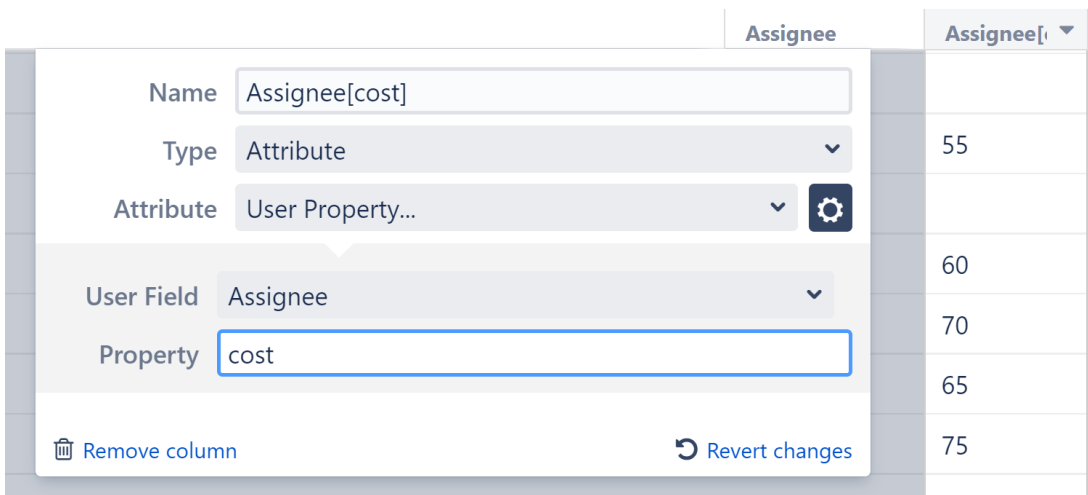 Assignee
Assignee[
Name Assignee[cost]
Type Attribute
55
Attribute User Property...
User Field Assignee
60
70
Property cost
65
Remove column Revert changes
75